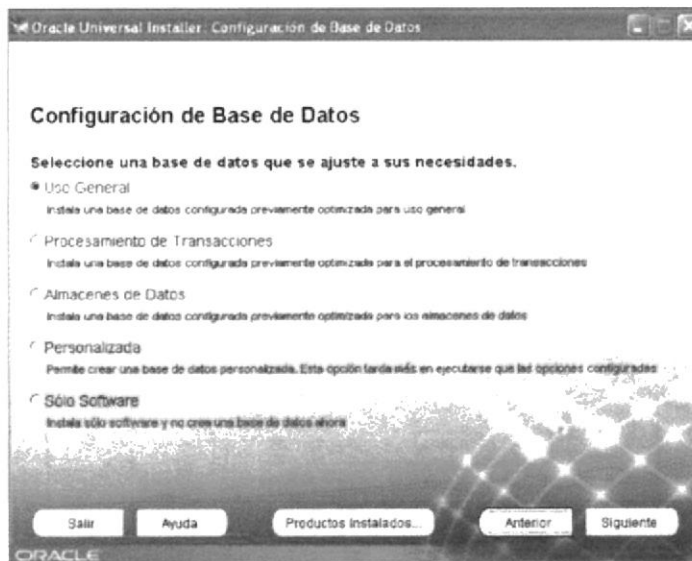 Oracle Universal Installer: Configuración de Base de Datos
Configuración de Base de Datos
Seleccione una base de datos que se ajuste a sus necesidades.
Uso General
Instala una base de datos configurada previamente optimizada para uso general
Procesamiento de Transacciones
Instala una base de datos configurada previamente optimizada para el procesamiento de transacciones
Almacenes de Datos
Instala una base de datos configurada previamente optimizada para los almacenes de datos
Personalizada
Permite crear una base de datos personalizada. Esta opción tarda más en ejecutarse que las opciones configuradas
Sólo Software
Instala sólo software y no crea una base de datos ahora
Salir Ayuda Productos Instalados... Anterior Siguiente
ORACLE